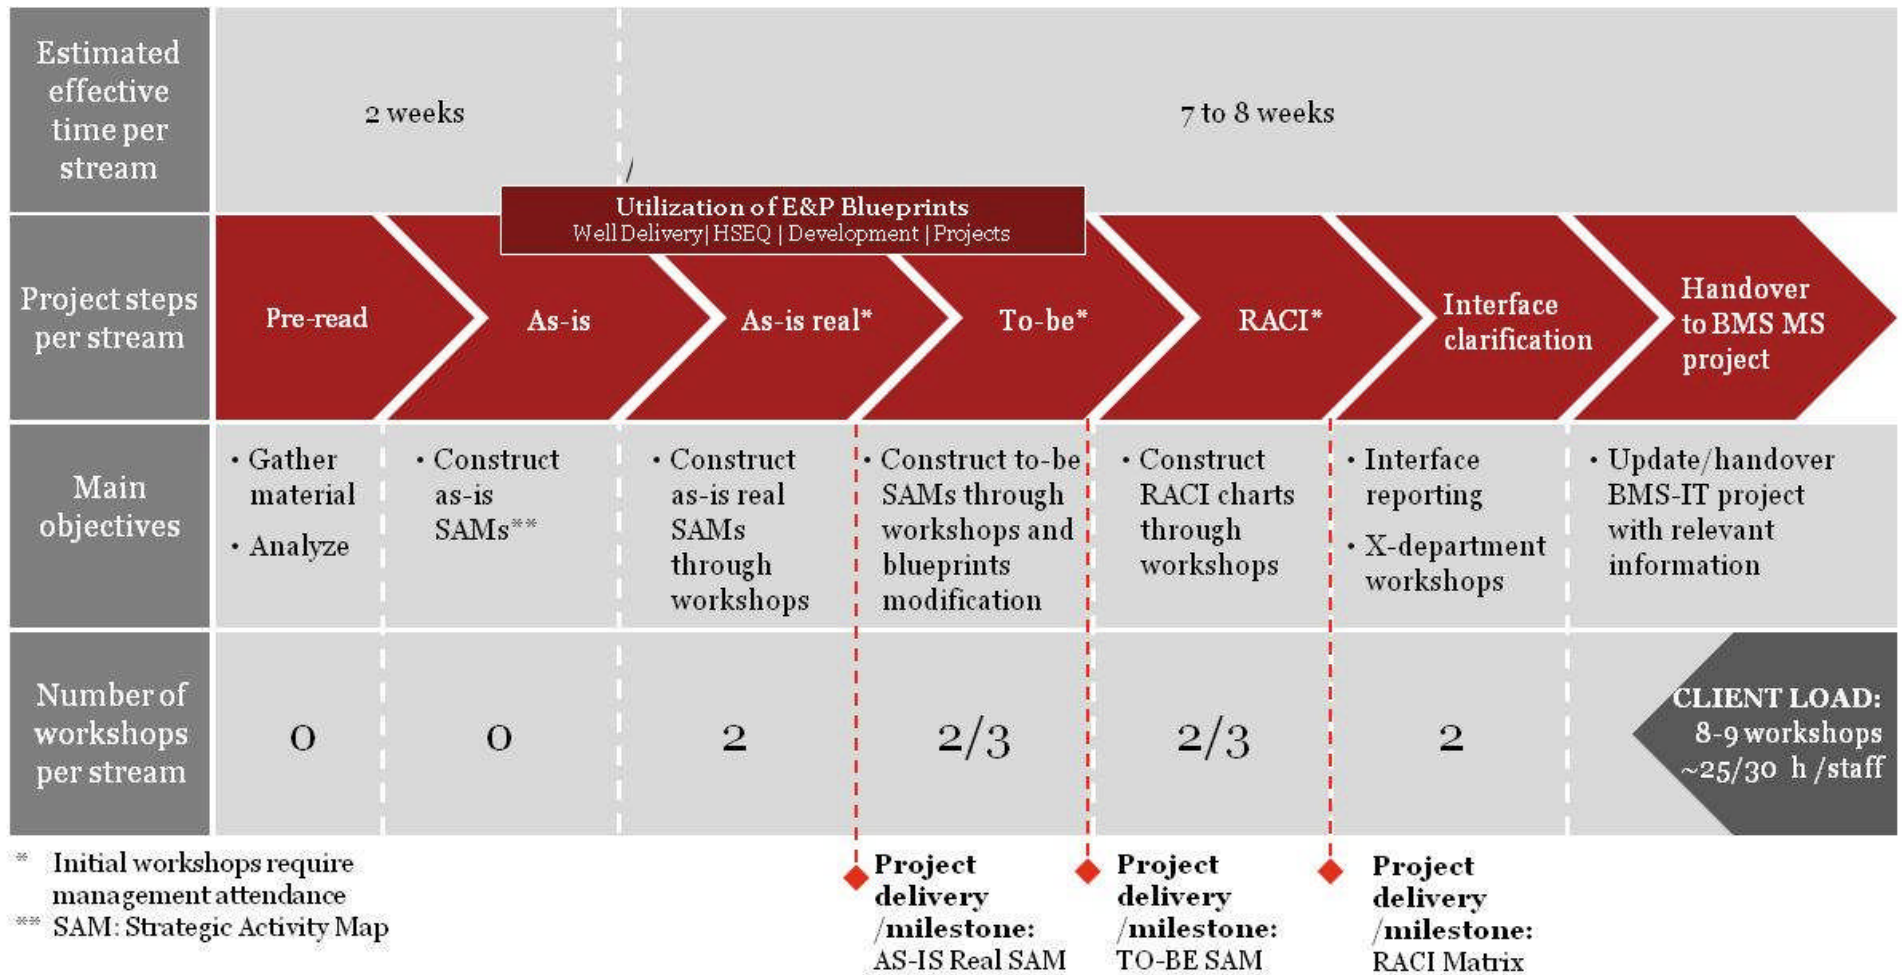 Estimated
effective
time per
stream
2 weeks
7 to 8 weeks
Utilization of E&P Blueprints
Well Delivery| HSEQ | Development | Projects
Project steps
per stream
Pre-read
As-is
As-is real*
To-be*
RACI*
Interface
clarification
Handover
to BMS MS
project
Main
objectives
• Gather
material
• Analyze
• Construct
as-is
SAMs**
• Construct
as-is real
SAMs
through
workshops
• Construct to-be
SAMs through
workshops and
blueprints
modification
• Construct
RACI charts
through
workshops
• Interface
reporting
• X-department
workshops
• Update/handover
BMS-IT project
with relevant
information
Number of
workshops
per stream
0
0
2
2/3
2/3
2
CLIENT LOAD:
8-9 workshops
~25/30 h /staff
* Initial workshops require
management attendance
** SAM: Strategic Activity Map
Project
delivery
/milestone:
AS-IS Real SAM
Project
delivery
/milestone:
TO-BE SAM
Project
delivery
/milestone:
RACI Matrix